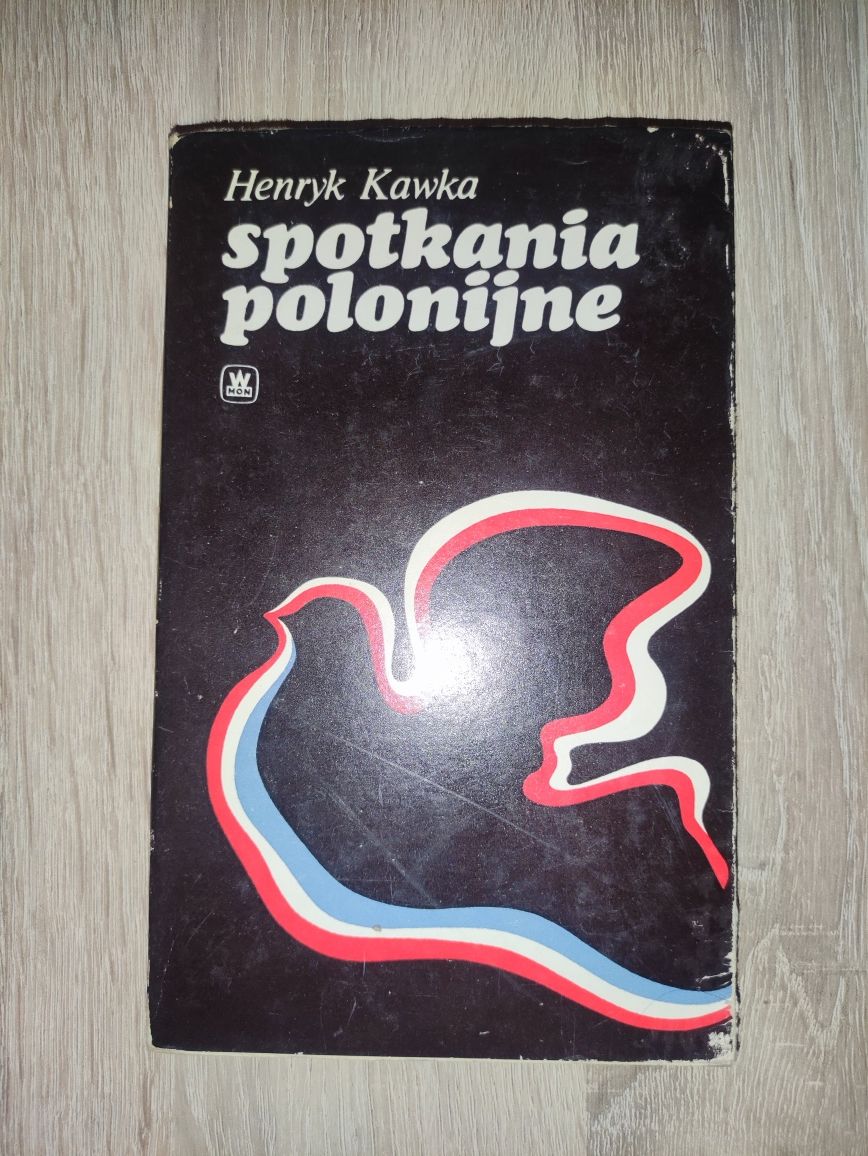 Henryk Kawka
spotkania
polonijne
W
MON